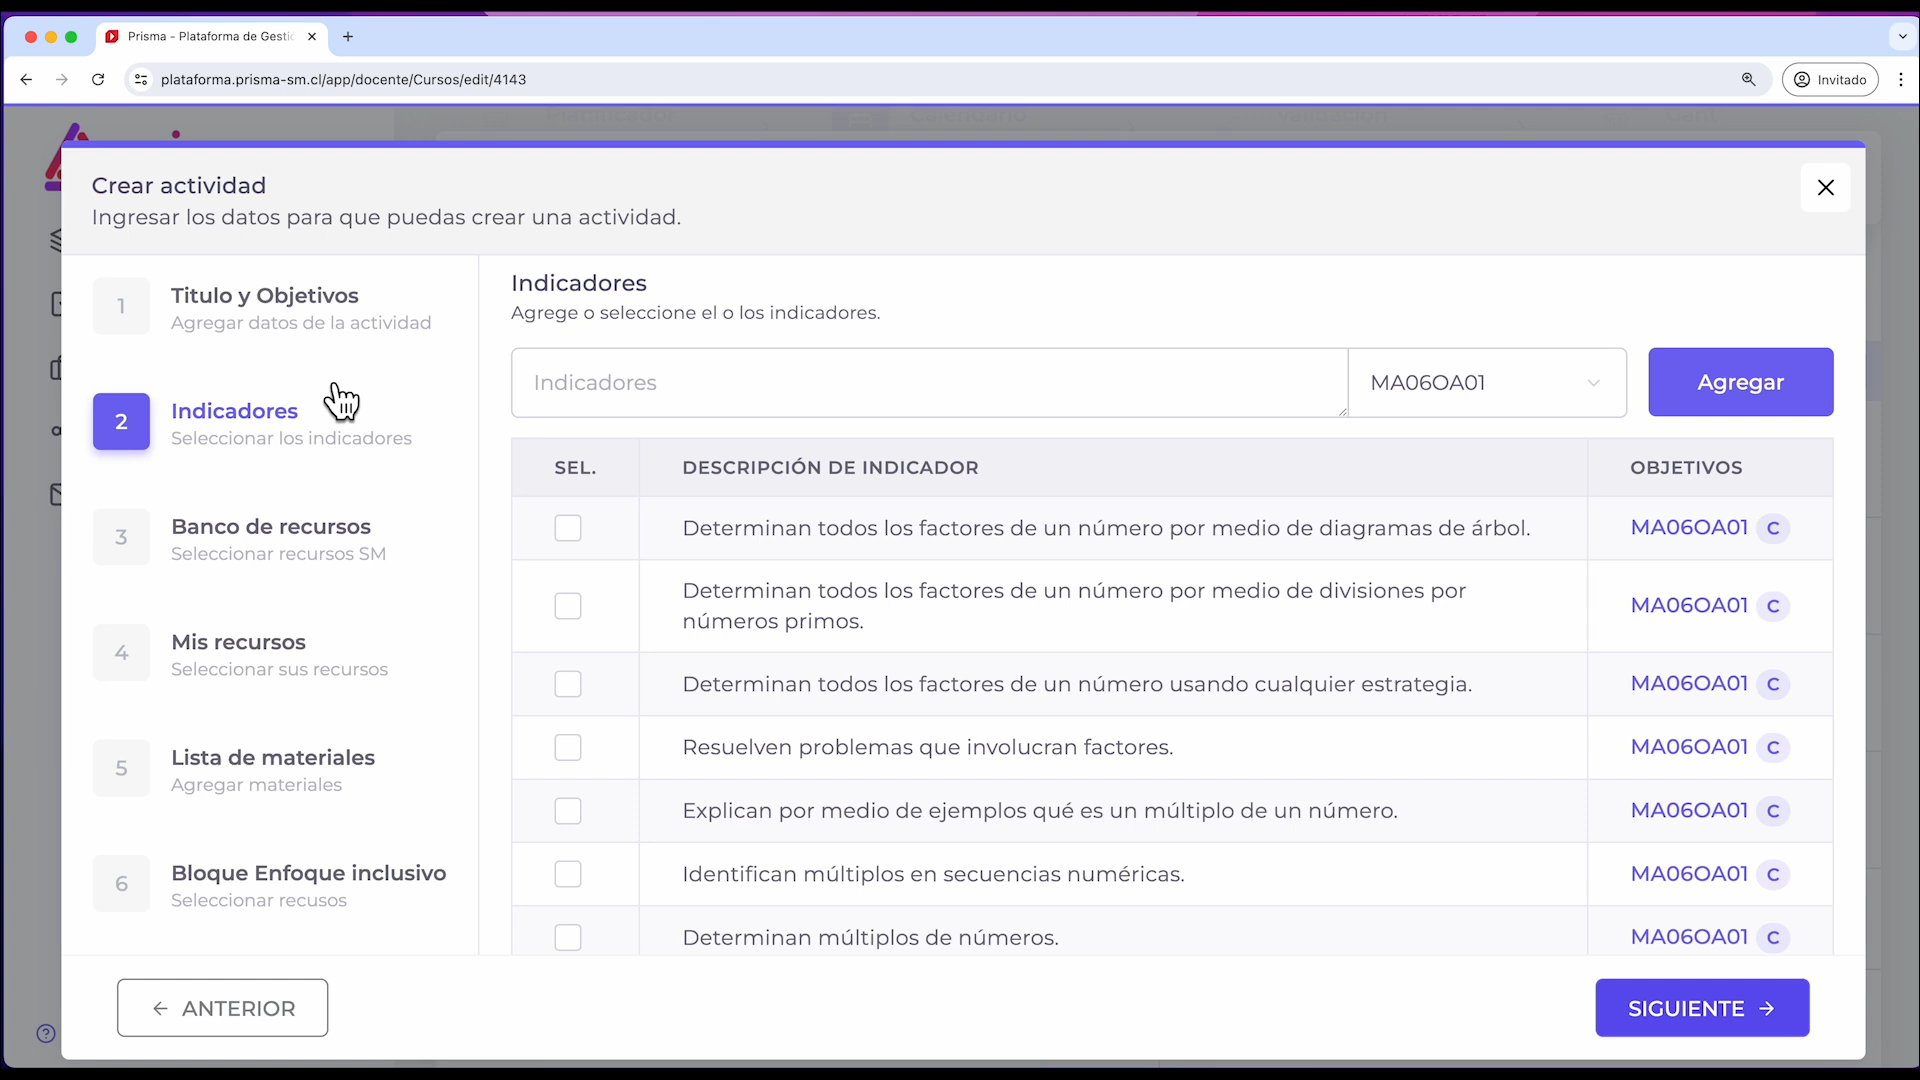 Prisma - Plataforma de Gesti
plataforma.prisma-sm.cl/app/docente/Cursos/edit/4143
Invitado
Crear actividad
Ingresar los datos para que puedas crear una actividad.
1
Titulo y Objetivos
Agregar datos de la actividad
2
Indicadores
Seleccionar los indicadores
3
Banco de recursos
Seleccionar recursos SM
4
Mis recursos
Seleccionar sus recursos
5
Lista de materiales
Agregar materiales
6
Bloque Enfoque inclusivo
Seleccionar recusos
Indicadores
Agrege o seleccione el o los indicadores.
Indicadores
MA06OA01
Agregar
SEL. DESCRIPCIÓN DE INDICADOR OBJETIVOS
Determinan todos los factores de un número por medio de diagramas de árbol. MA06OA01 C
Determinan todos los factores de un número por medio de divisiones por
números primos. MA06OA01 C
Determinan todos los factores de un número usando cualquier estrategia. MA06OA01 C
Resuelven problemas que involucran factores. MA06OA01 C
Explican por medio de ejemplos qué es un múltiplo de un número. MA06OA01 C
Identifican múltiplos en secuencias numéricas. MA06OA01 C
Determinan múltiplos de números. MA06OA01 C
← ANTERIOR
SIGUIENTE →